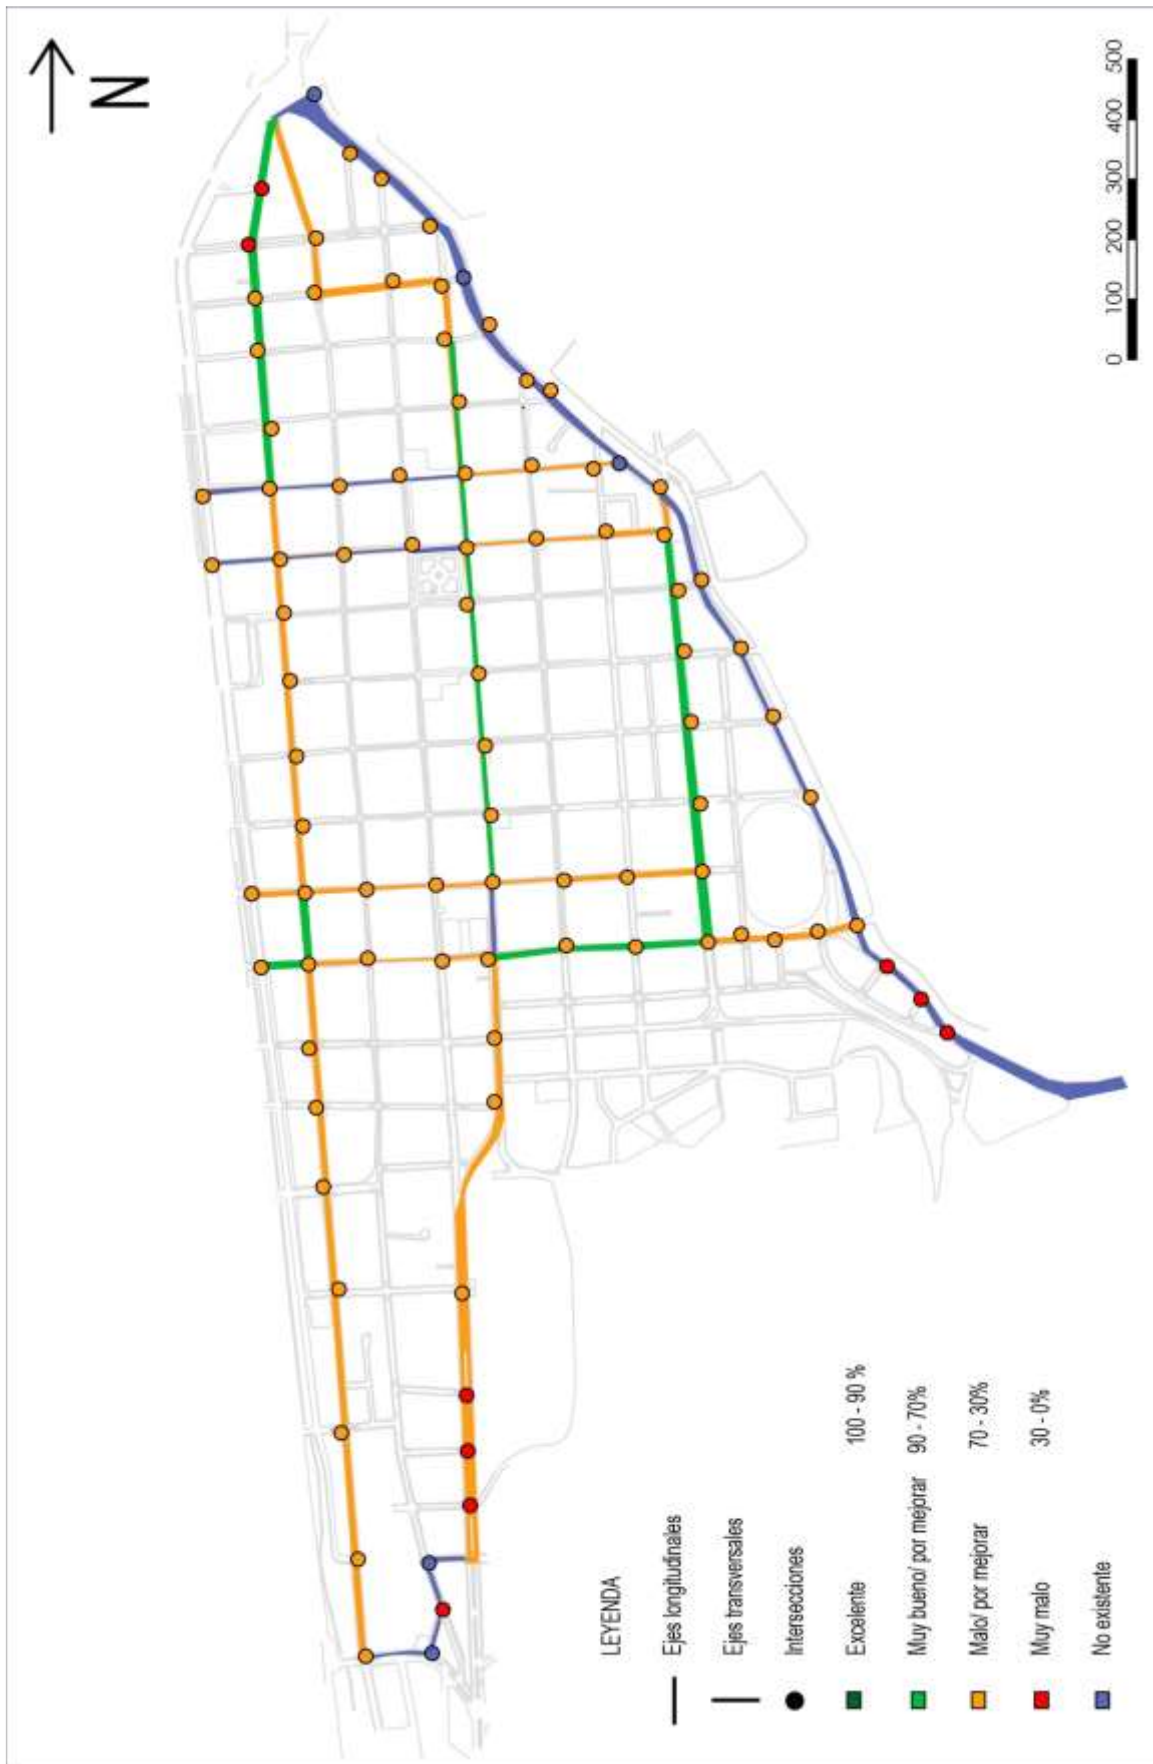 N
0 100 200 300 400 500
LEYENDA
Ejes longitudinales
Ejes transversales
Intersecciones
Excelente 100 - 90 %
Muy bueno/ por mejorar 90 - 70%
Malo/ por mejorar 70 - 30%
Muy malo 30 - 0%
No existente